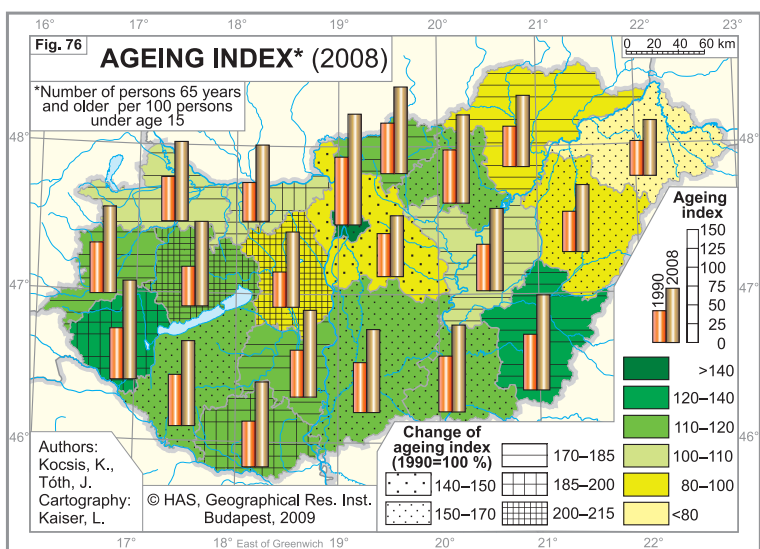 16° 17° 18° 19° 20° 21° 22° 23°
Fig. 76
AGEING INDEX* (2008)
0 20 40 60 km
*Number of persons 65 years
and older per 100 persons
under age 15
48° 48°
Ageing
index
150
125
100
75
50
25
0
1990
2008
47° 47°
>140
120–140
110–120
100–110
80–100
<80
46° 46°
Change of
ageing index
(1990=100 %)
140–150
150–170
170–185
185–200
200–215
Authors:
Kocsis, K.,
Tóth, J.
Cartography:
Kaiser, L.
© HAS, Geographical Res. Inst.
Budapest, 2009
17° 18° East of Greenwich 19° 20° 21° 22°